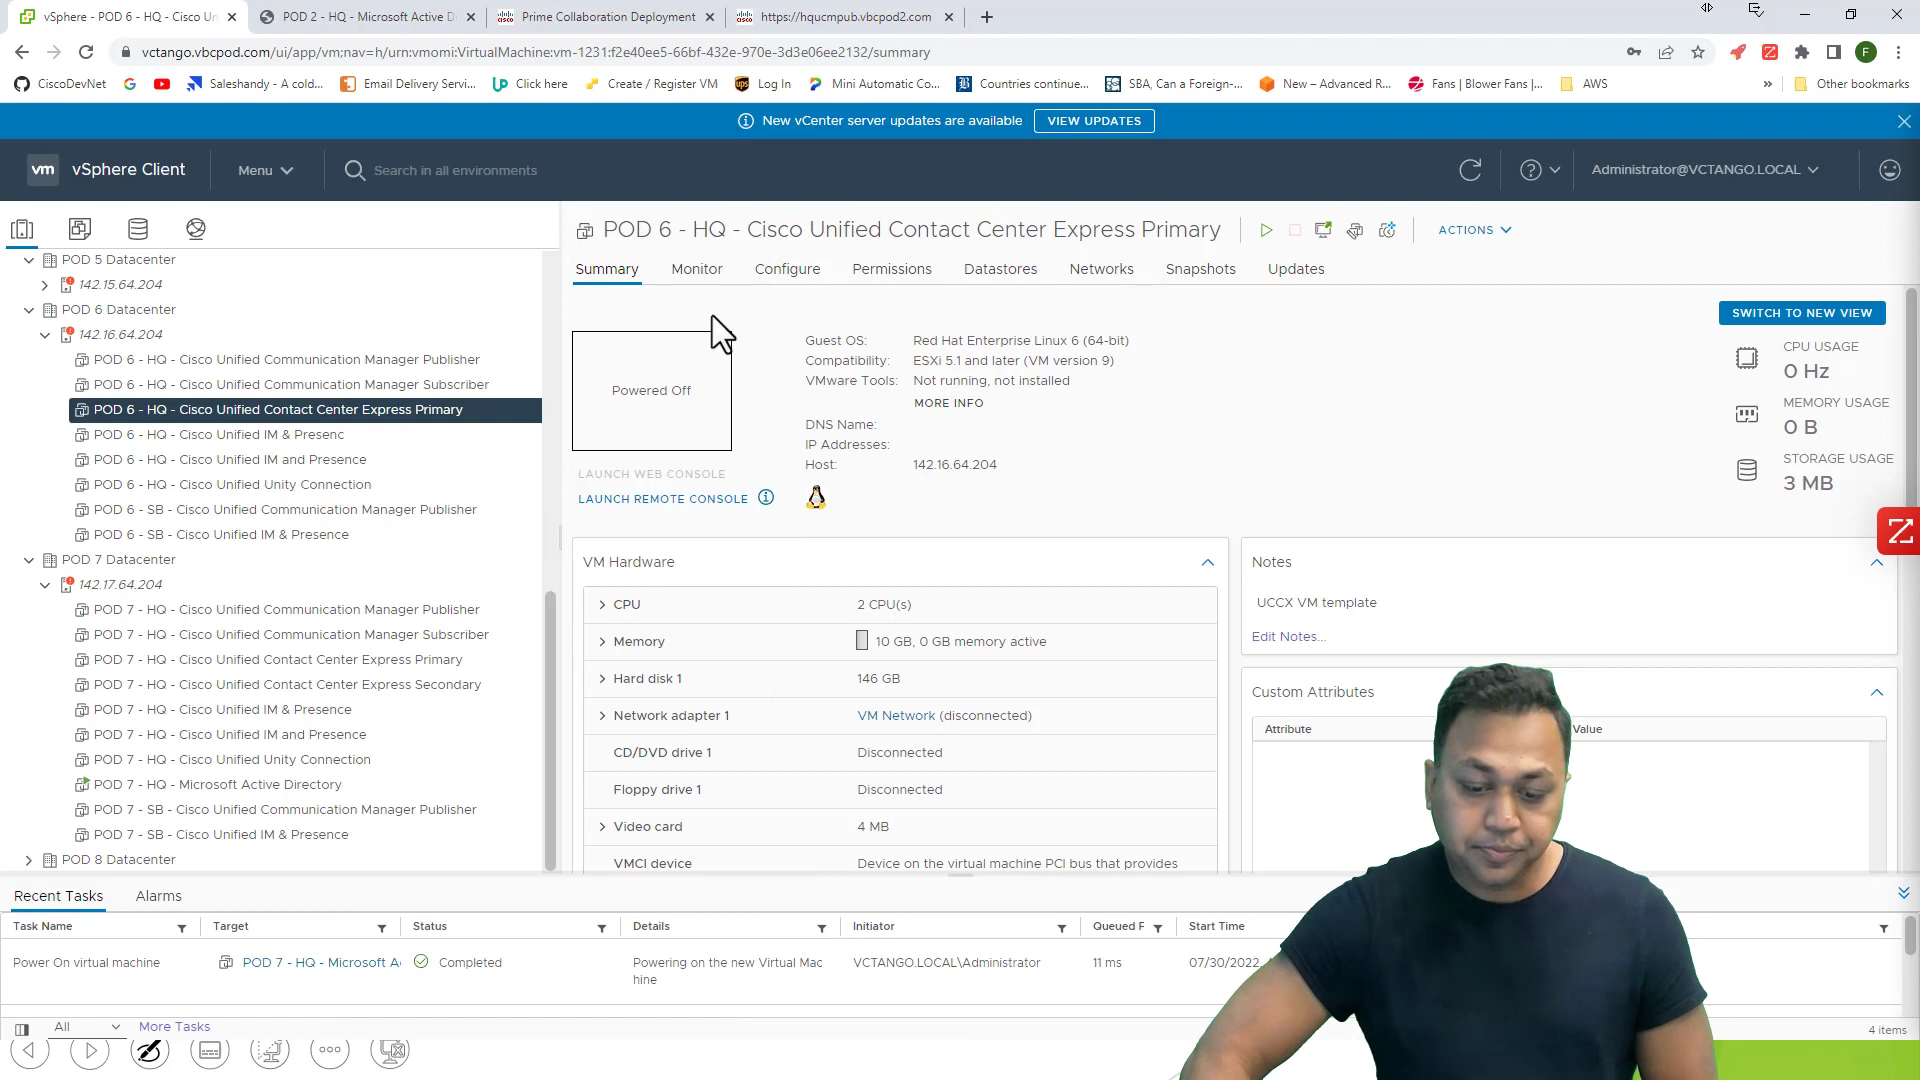 vSphere - POD 6 - HQ - Cisco Un
POD 2 - HQ - Microsoft Active D
Prime Collaboration Deployment
https://hqucmpub.vbcpod2.com
vctango.vbcpod.com/ui/app/vm;nav=h/urn:vmomi:VirtualMachine:vm-1231:f2e40ee5-66bf-432e-970e-3d3e06ee2132/summary
F
CiscoDevNet
Saleshandy - A cold...
Email Delivery Servi...
Click here
Create / Register VM
Log In
Mini Automatic Co...
Countries continue...
SBA, Can a Foreign-...
New – Advanced R...
Fans | Blower Fans |...
AWS
»
Other bookmarks
New vCenter server updates are available
VIEW UPDATES
vm
vSphere Client
Menu
Search in all environments
Administrator@VCTANGO.LOCAL
POD 5 Datacenter
142.15.64.204
POD 6 Datacenter
142.16.64.204
POD 6 - HQ - Cisco Unified Communication Manager Publisher
POD 6 - HQ - Cisco Unified Communication Manager Subscriber
POD 6 - HQ - Cisco Unified Contact Center Express Primary
POD 6 - HQ - Cisco Unified IM & Presenc
POD 6 - HQ - Cisco Unified IM and Presence
POD 6 - HQ - Cisco Unified Unity Connection
POD 6 - SB - Cisco Unified Communication Manager Publisher
POD 6 - SB - Cisco Unified IM & Presence
POD 7 Datacenter
142.17.64.204
POD 7 - HQ - Cisco Unified Communication Manager Publisher
POD 7 - HQ - Cisco Unified Communication Manager Subscriber
POD 7 - HQ - Cisco Unified Contact Center Express Primary
POD 7 - HQ - Cisco Unified Contact Center Express Secondary
POD 7 - HQ - Cisco Unified IM & Presence
POD 7 - HQ - Cisco Unified IM and Presence
POD 7 - HQ - Cisco Unified Unity Connection
POD 7 - HQ - Microsoft Active Directory
POD 7 - SB - Cisco Unified Communication Manager Publisher
POD 7 - SB - Cisco Unified IM & Presence
POD 8 Datacenter
POD 6 - HQ - Cisco Unified Contact Center Express Primary
ACTIONS
Summary
Monitor
Configure
Permissions
Datastores
Networks
Snapshots
Updates
SWITCH TO NEW VIEW
Powered Off
LAUNCH WEB CONSOLE
LAUNCH REMOTE CONSOLE
Guest OS: Red Hat Enterprise Linux 6 (64-bit)
Compatibility: ESXi 5.1 and later (VM version 9)
VMware Tools: Not running, not installed
MORE INFO
DNS Name:
IP Addresses:
Host: 142.16.64.204
CPU USAGE
0 Hz
MEMORY USAGE
0 B
STORAGE USAGE
3 MB
VM Hardware
CPU 2 CPU(s)
Memory 10 GB, 0 GB memory active
Hard disk 1 146 GB
Network adapter 1 VM Network (disconnected)
CD/DVD drive 1 Disconnected
Floppy drive 1 Disconnected
Video card 4 MB
VMCI device Device on the virtual machine PCI bus that provides
Notes
UCCX VM template
Edit Notes...
Custom Attributes
Attribute Value
Recent Tasks Alarms
Task Name Target Status Details Initiator Queued F Start Time
Power On virtual machine POD 7 - HQ - Microsoft Ac Completed Powering on the new Virtual Mac VCTANGO.LOCAL\Administrator 11 ms 07/30/2022,
hine
All More Tasks 4 items